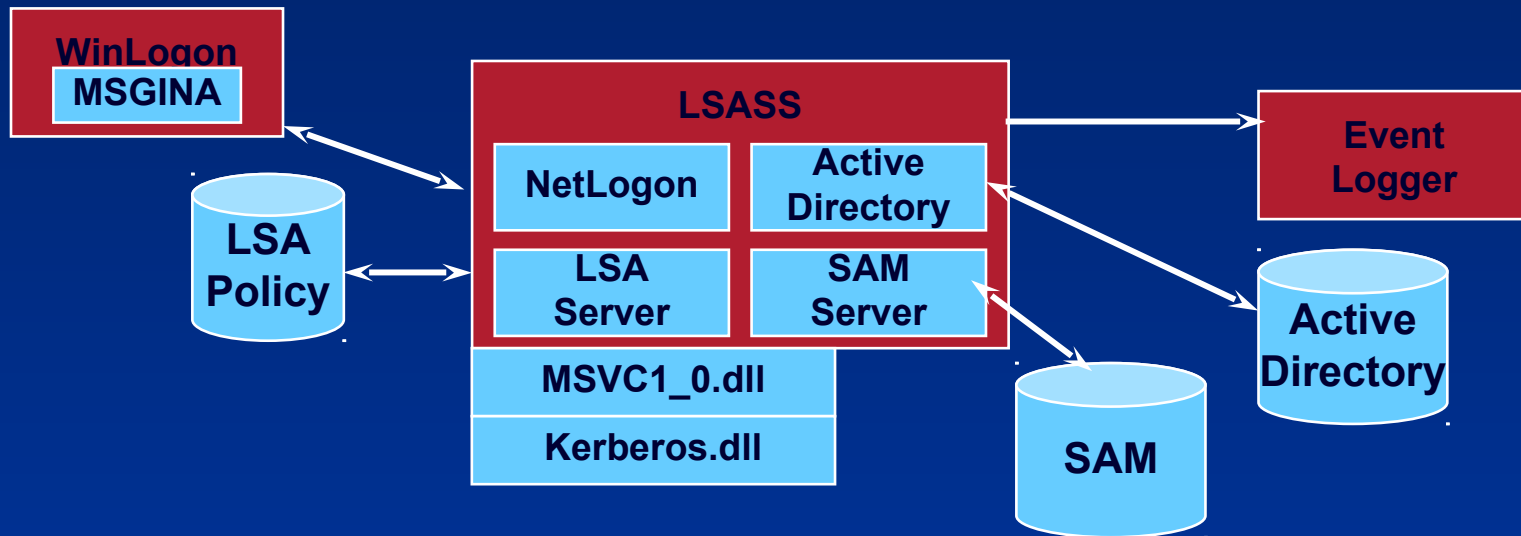 WinLogon
MSGINA
LSASS
NetLogon
Active
Directory
LSA
Server
SAM
Server
MSVC1_0.dll
Kerberos.dll
LSA
Policy
Event
Logger
Active
Directory
SAM